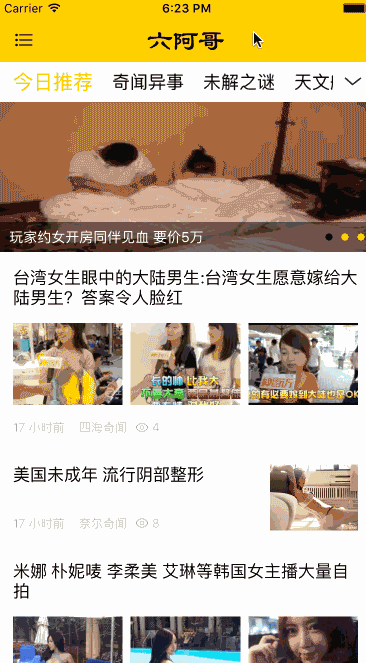 Carrier 6:23 PM
六阿哥
今日推荐 奇闻异事 未解之谜 天文
玩家约女开房同伴见血 要价5万
台湾女生眼中的大陆男生:台湾女生愿意嫁给大
陆男生？答案令人脸红
17 小时前 四海奇闻 4
美国未成年 流行阴部整形
17 小时前 奈尔奇闻 8
米娜 朴妮唛 李柔美 艾琳等韩国女主播大量自
拍